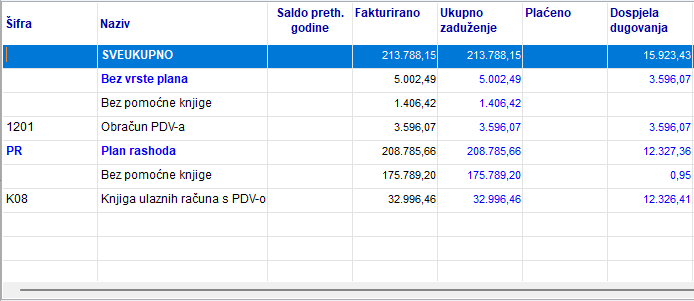 Šifra Naziv Saldo preth. godine Fakturirano Ukupno zaduženje Plaćeno Dospjela dugovanja
SVEUKUPNO 213.788,15 213.788,15 15.923,43
Bez vrste plana 5.002,49 5.002,49 3.596,07
Bez pomoćne knjige 1.406,42 1.406,42
1201 Obračun PDV-a 3.596,07 3.596,07 3.596,07
PR Plan rashoda 208.785,66 208.785,66 12.327,36
Bez pomoćne knjige 175.789,20 175.789,20 0,95
K08 Knjiga ulaznih računa s PDV-o 32.996,46 32.996,46 12.326,41